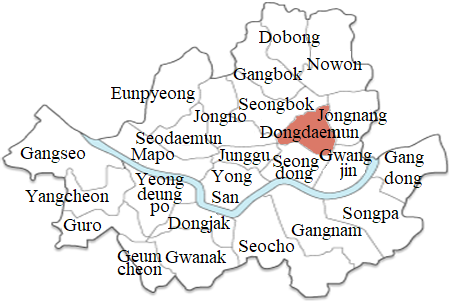 Dobong
Nowon
Gangbok
Eunpyeong
Seongbok
Jongno
Jongnang
Dongdaemun
Seodaemun
Mapo
Gangseo
Junggu
Seong
dong
Gwang
jin
Gang
dong
Yong
San
Yeong
deung
po
Yangcheon
Guro
Dongjak
Songpa
Gangnam
Seocho
Geum
cheon
Gwanak